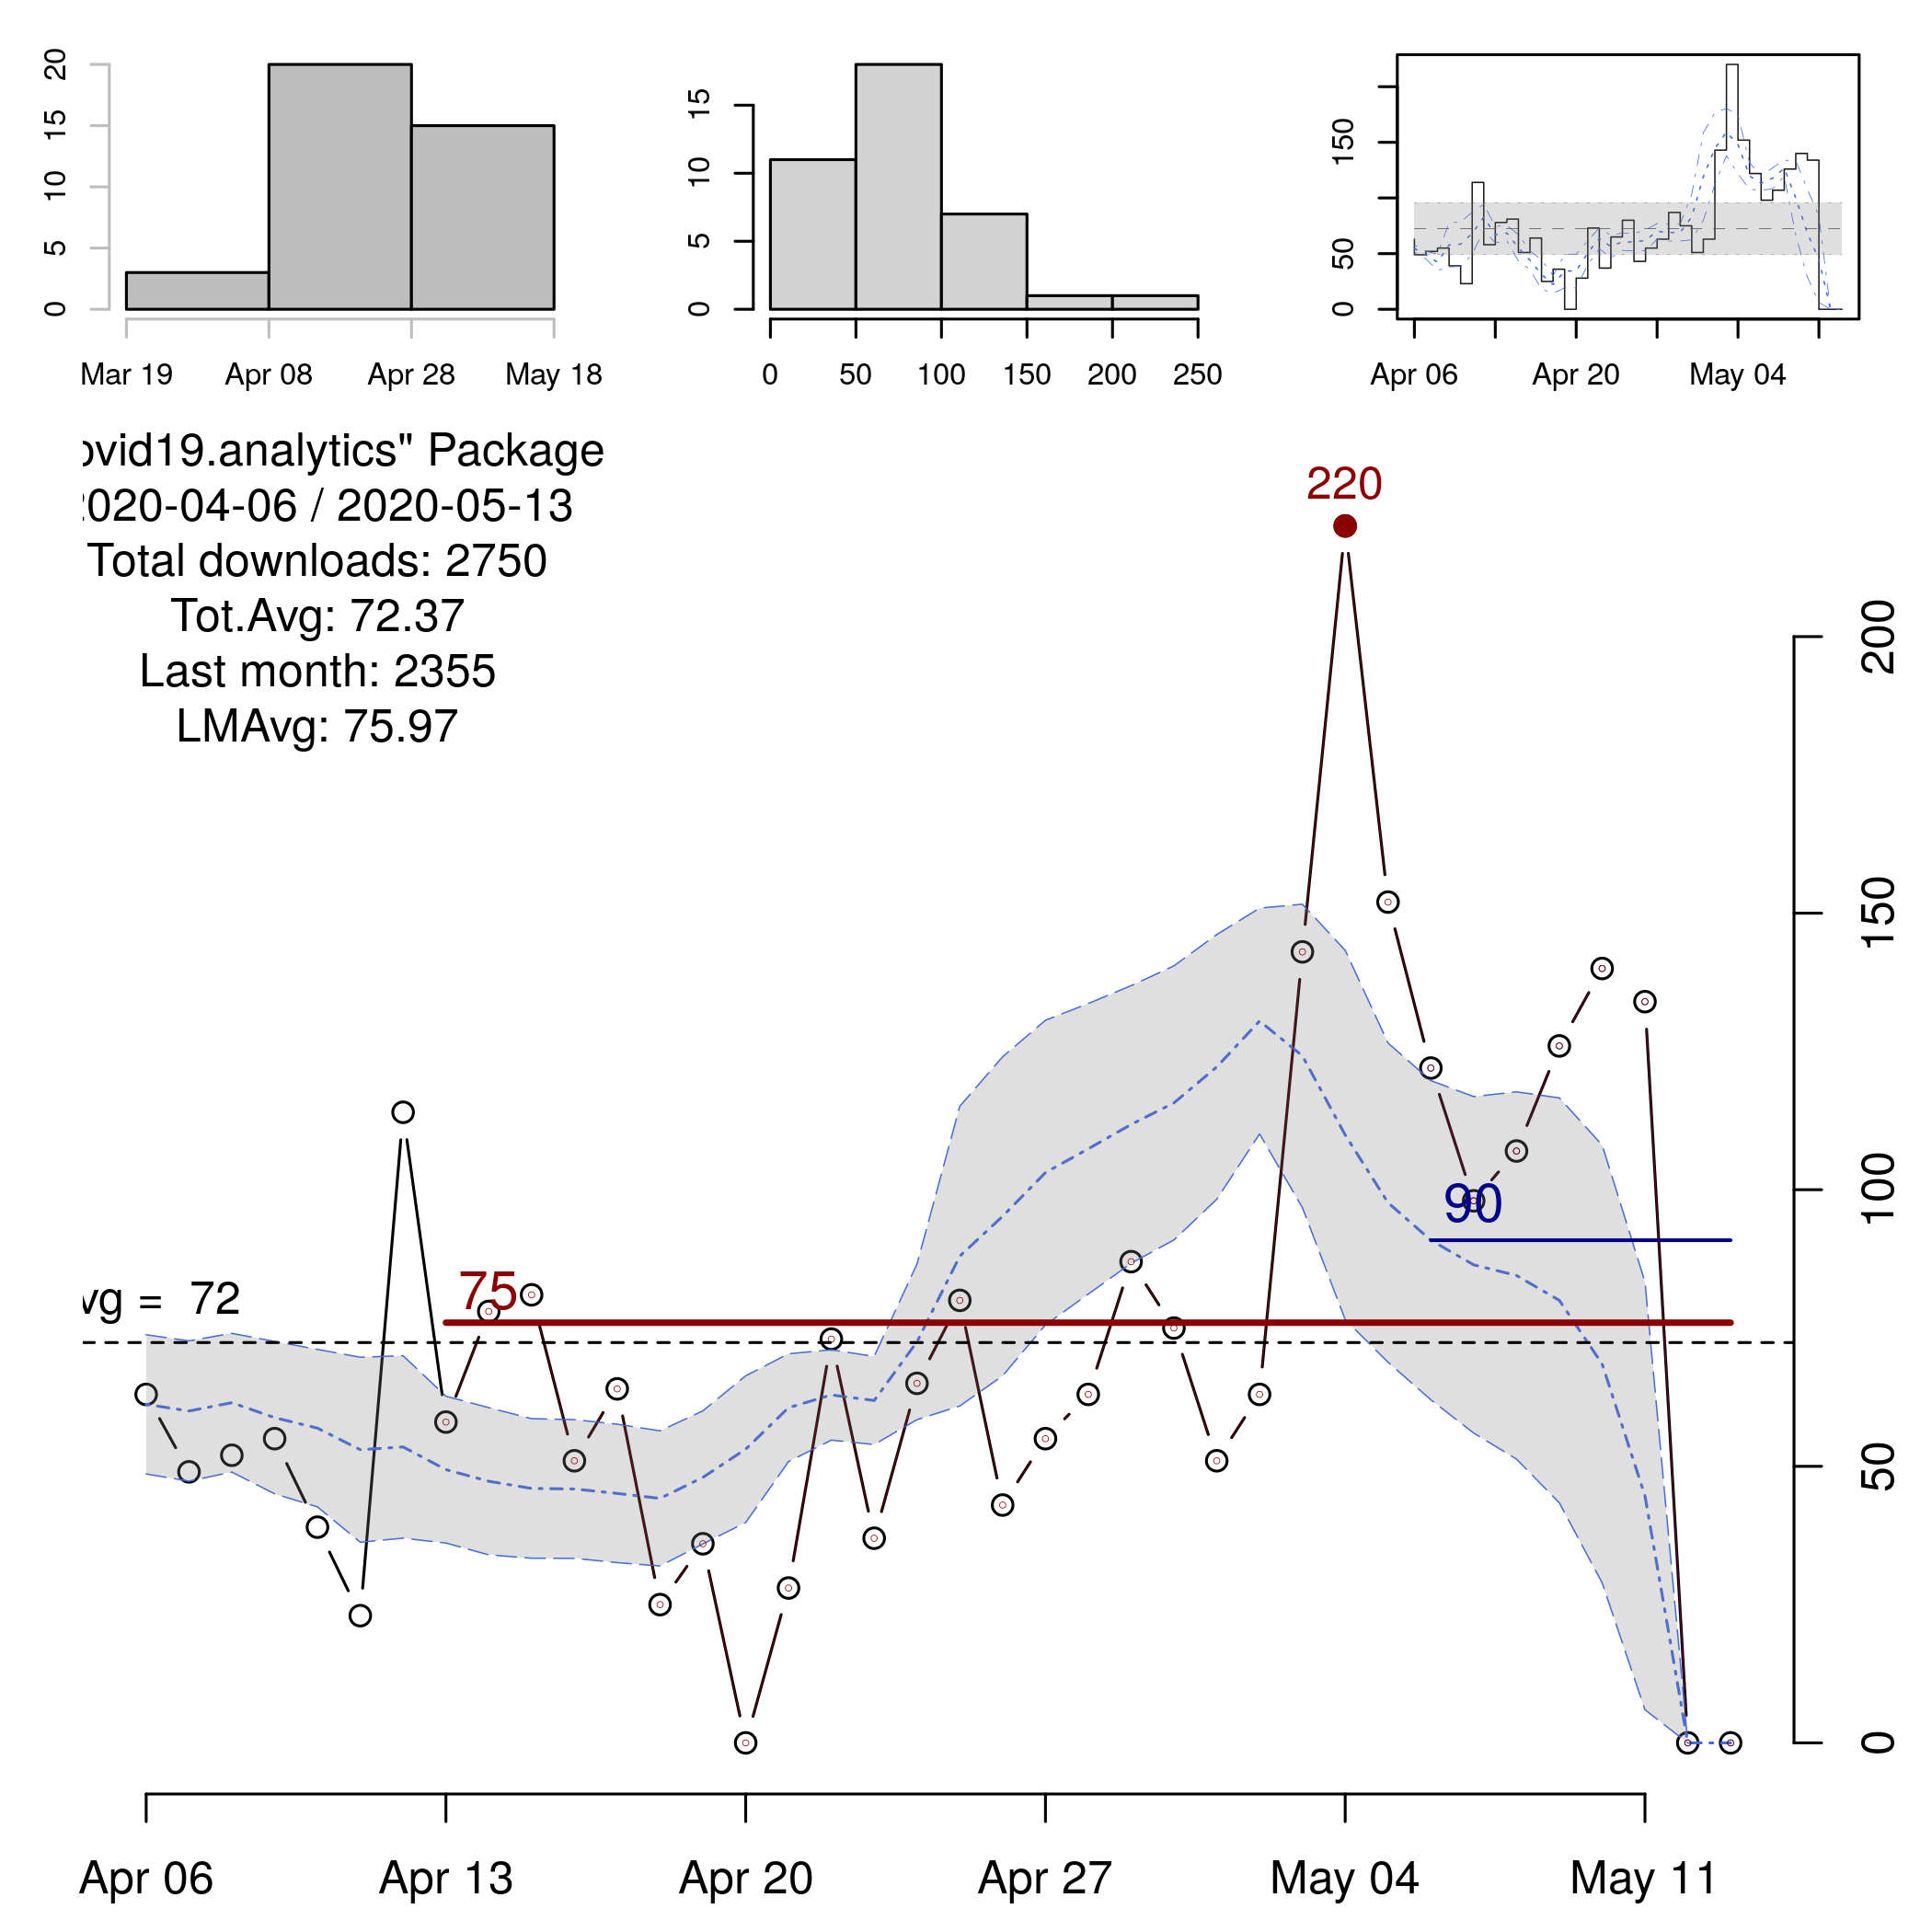 20
15
10
5
0
Mar 19 Apr 08 Apr 28 May 18
15
10
5
0
0 50 100 150 200 250
150
50
0
Apr 06 Apr 20 May 04
ovid19.analytics" Package
2020-04-06 / 2020-05-13
Total downloads: 2750
Tot.Avg: 72.37
Last month: 2355
LMAvg: 75.97
220
90
75
vg = 72
200
150
100
50
0
Apr 06 Apr 13 Apr 20 Apr 27 May 04 May 11